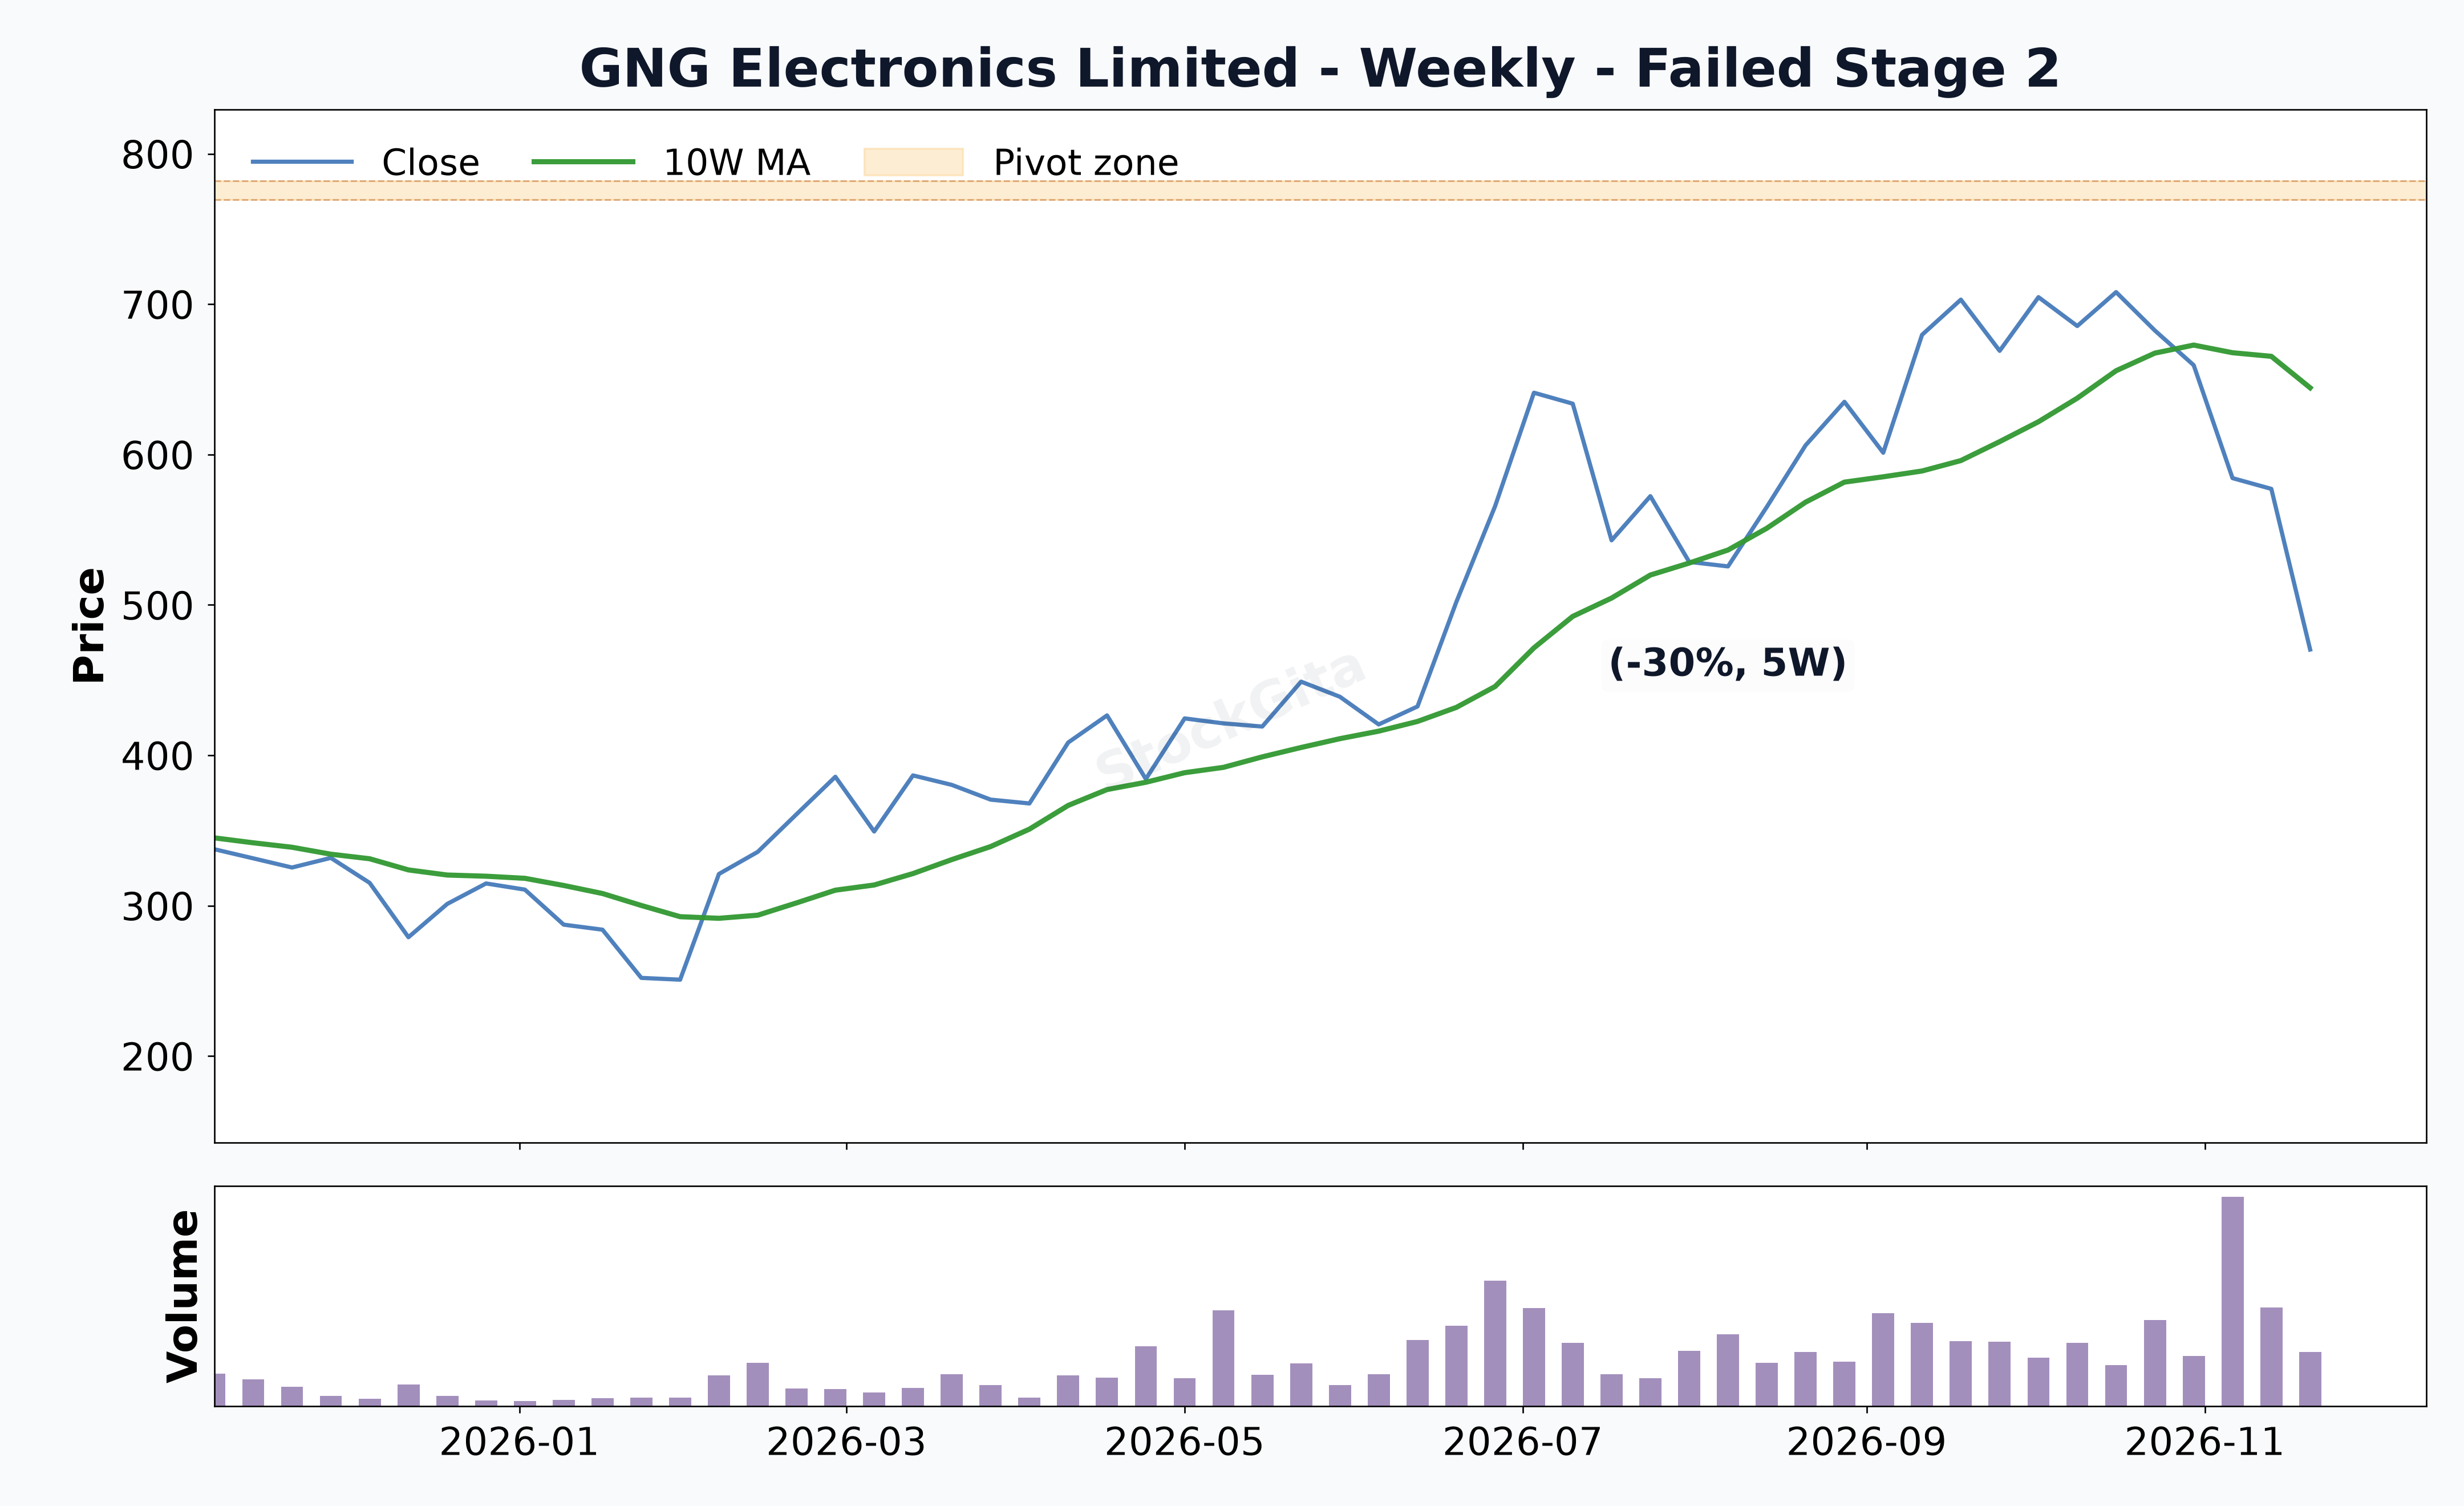 GNG Electronics Limited - Weekly - Failed Stage 2
Close 10W MA Pivot zone
800
700
600
500
400
300
200
Price
(-30%, 5W)
StockGita
Volume
2026-01 2026-03 2026-05 2026-07 2026-09 2026-11